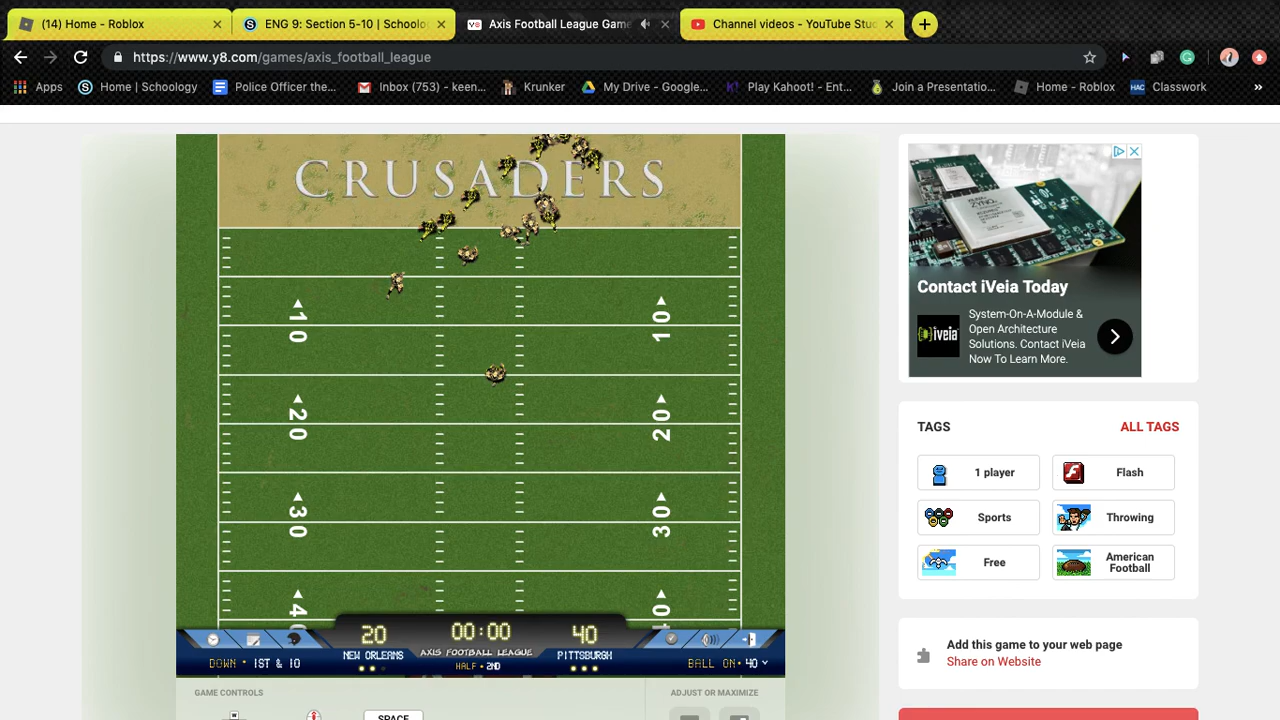 (14) Home - Roblox
ENG 9: Section 5-10 | Schoolo
Axis Football League Game
Channel videos - YouTube Stud
https://www.y8.com/games/axis_football_league
Apps
Home | Schoology
Police Officer the...
Inbox (753) - keen...
Krunker
My Drive - Google...
Play Kahoot! - Ent...
Join a Presentatio...
Home - Roblox
HAC
Classwork
»
CRUSADERS
10
10
20
20
30
30
20
00:00
40
NEW ORLEANS
AXIS FOOTBALL LEAGUE
PITTSBURGH
DOWN • 1ST & 10
HALF • 2ND
BALL ON • 40
GAME CONTROLS
ADJUST OR MAXIMIZE
SPACE
ZYNQ
Contact iVeia Today
iveia
System-On-A-Module &
Open Architecture
Solutions. Contact iVeia
Now To Learn More.
TAGS
ALL TAGS
1 player
Flash
Sports
Throwing
Free
American
Football
Add this game to your web page
Share on Website